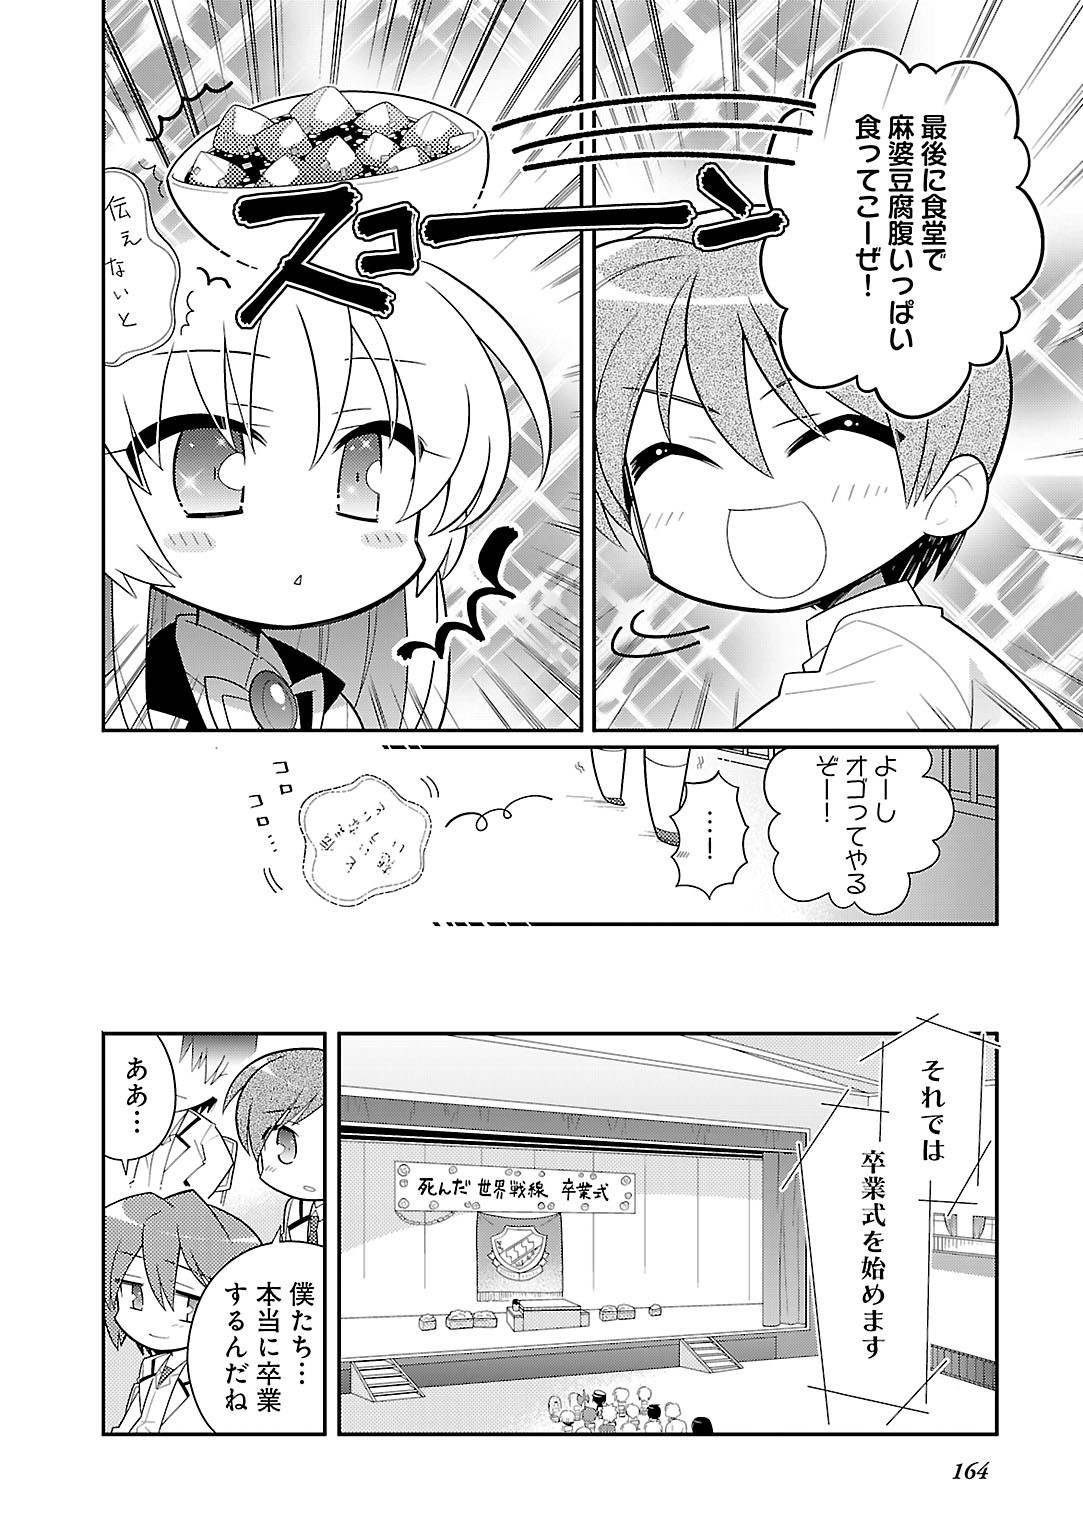 最後に食堂で
麻婆豆腐腹いっぱい
食ってこーぜ！
スコーーン
伝えないと
よーし
オゴってやる
ぞー！
…！
コロ
コロ…
それでは
卒業式を始めます
死んだ世界戦線 卒業式
ああ…
僕たち…
本当に卒業
するんだね
164